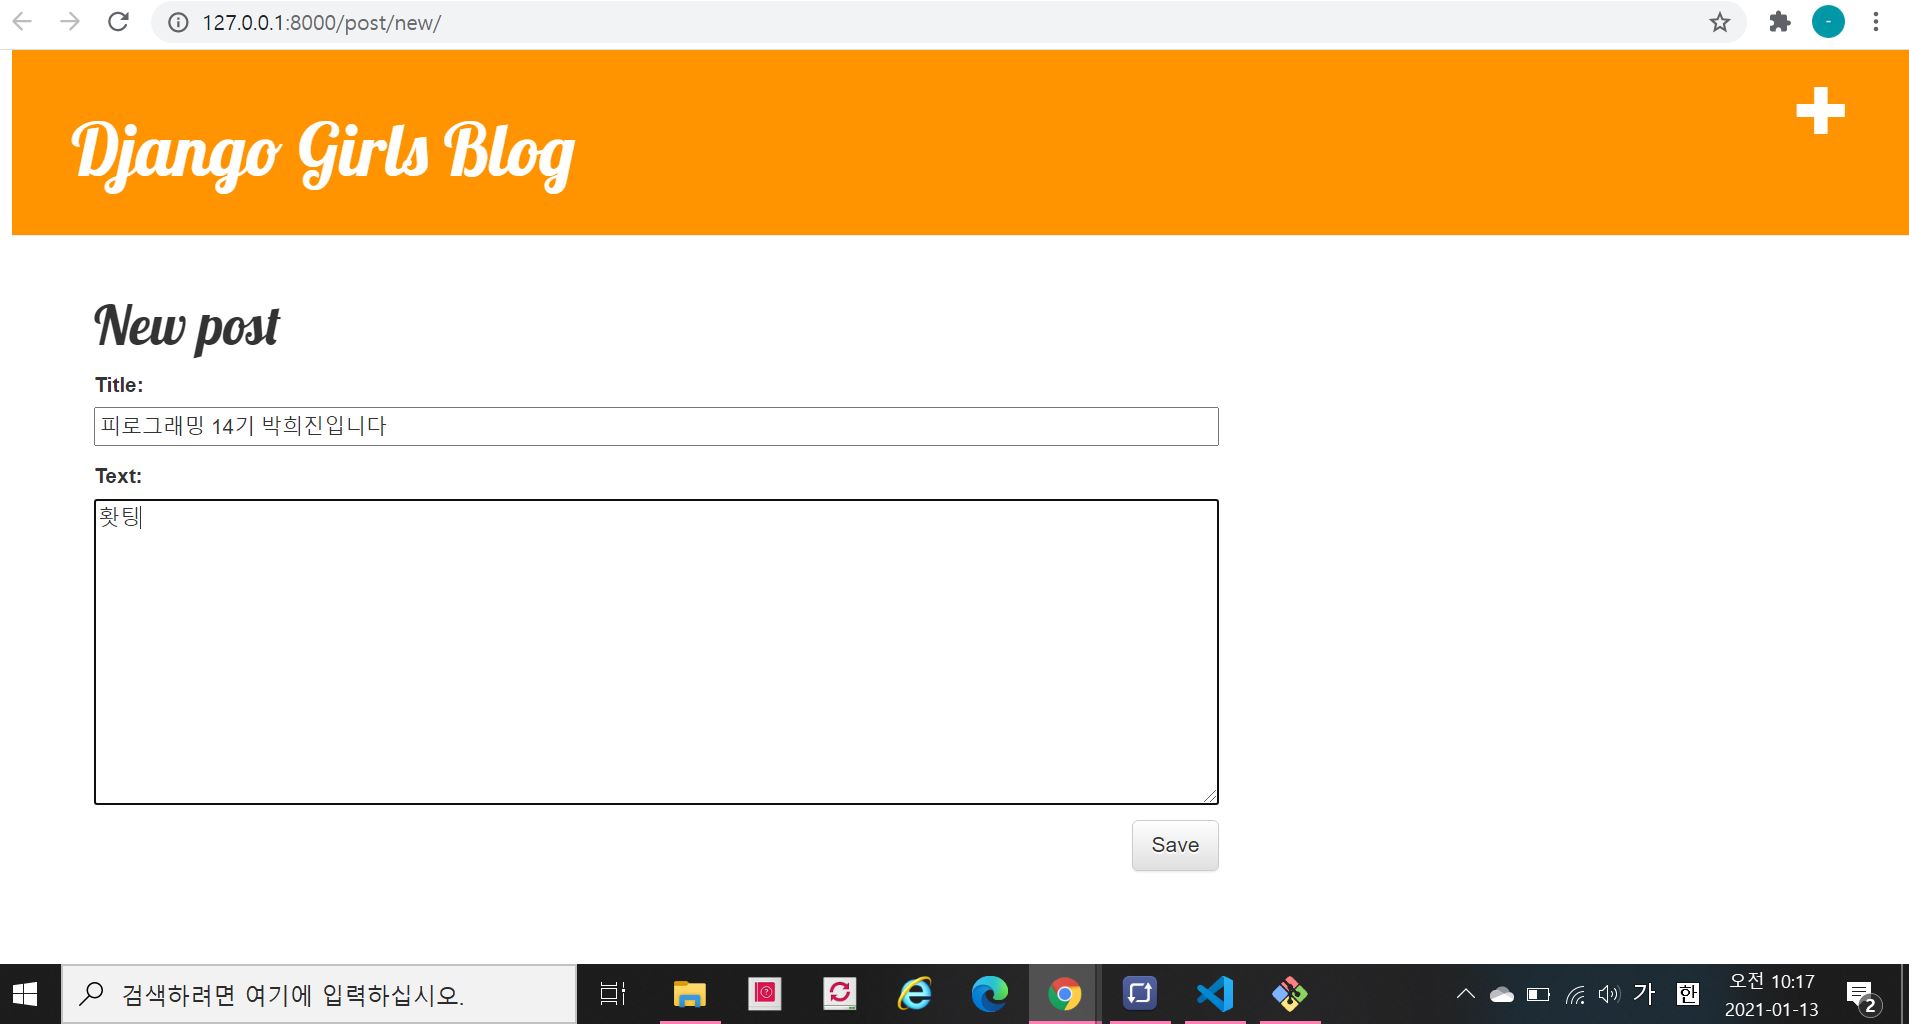 127.0.0.1:8000/post/new/
Django Girls Blog
New post
Title:
피로그래밍 14기 박희진입니다
Text:
홧팅
Save
검색하려면 여기에 입력하십시오.
가
한
오전 10:17
2021-01-13
2